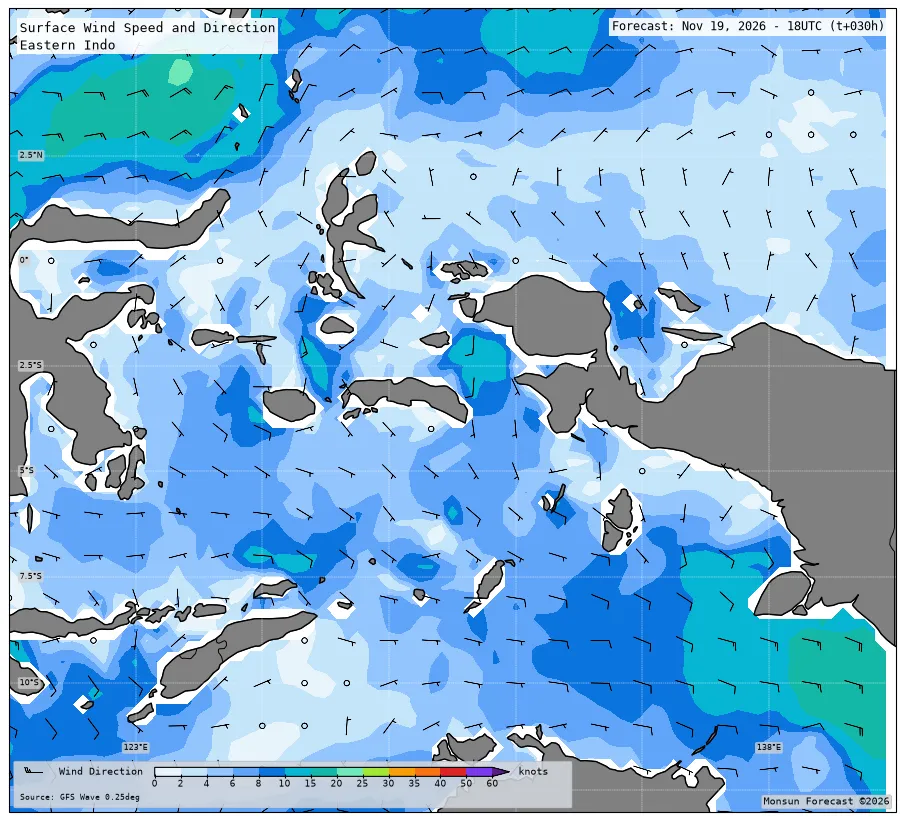 Surface Wind Speed and Direction
Eastern Indo
Forecast: Nov 19, 2026 - 18UTC (t+030h)
2.5°N
0°
2.5°S
5°S
7.5°S
10°S
123°E
138°E
Wind Direction
knots
0 2 4 6 8 10 15 20 25 30 35 40 50 60
Source: GFS Wave 0.25deg
Monsun Forecast ©2026